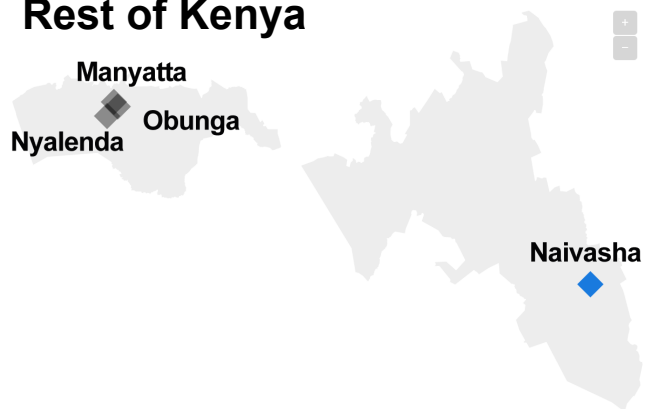 Rest of Kenya
Manyatta
Obunga
Nyalenda
Naivasha
+
−